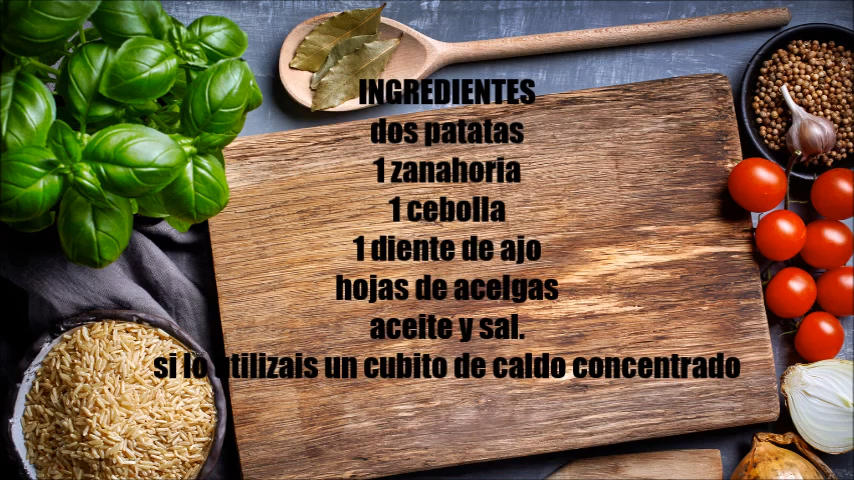 INGREDIENTES
dos patatas
1 zanahoria
1 cebolla
1 diente de ajo
hojas de acelgas
aceite y sal.
si lo utilizais un cubito de caldo concentrado